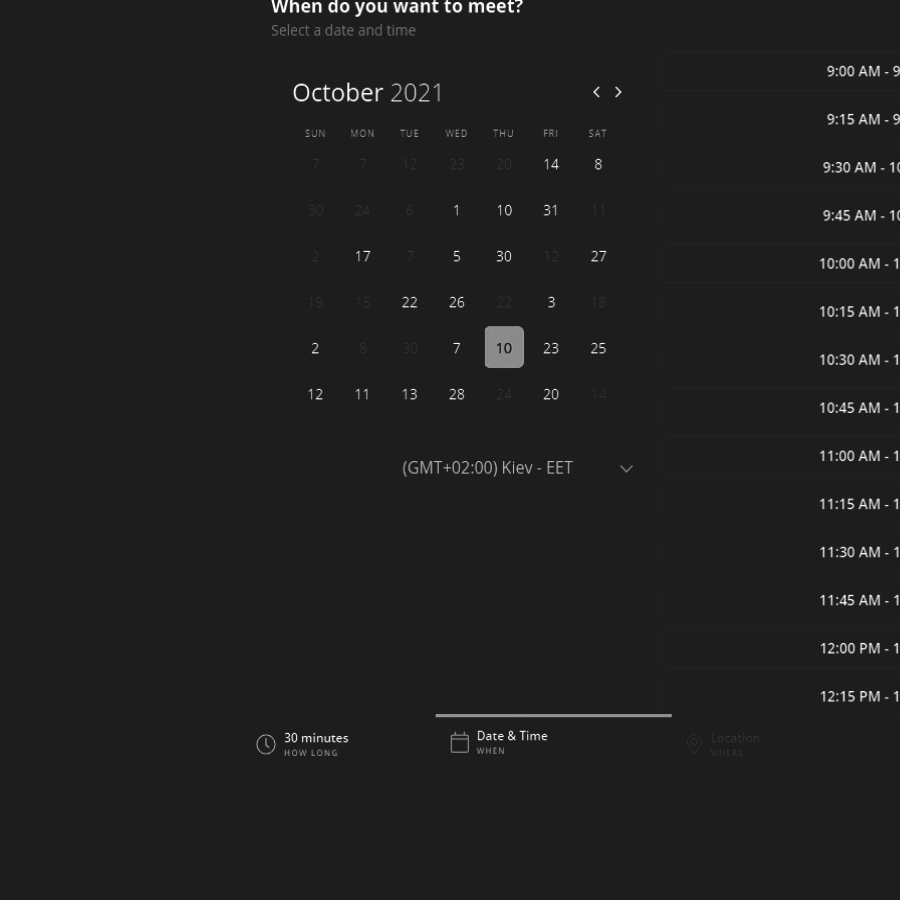 When do you want to meet?
Select a date and time
October 2021
SUN MON TUE WED THU FRI SAT
7 7 12 23 20 14 8
30 24 6 1 10 31 11
2 17 7 5 30 12 27
19 15 22 26 22 3 18
2 8 30 7 10 23 25
12 11 13 28 24 20 14
(GMT+02:00) Kiev - EET
9:00 AM - 9
9:15 AM - 9
9:30 AM - 10
9:45 AM - 10
10:00 AM - 1
10:15 AM - 1
10:30 AM - 1
10:45 AM - 1
11:00 AM - 1
11:15 AM - 1
11:30 AM - 1
11:45 AM - 1
12:00 PM - 1
12:15 PM - 1
30 minutes
HOW LONG
Date & Time
WHEN
Location
WHERE